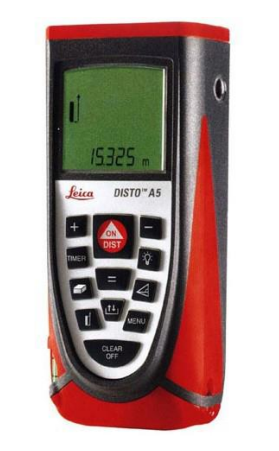 15.325 m
Leica DISTO™ A5
+ ON DIST −
TIMER
=
MENU
CLEAR OFF